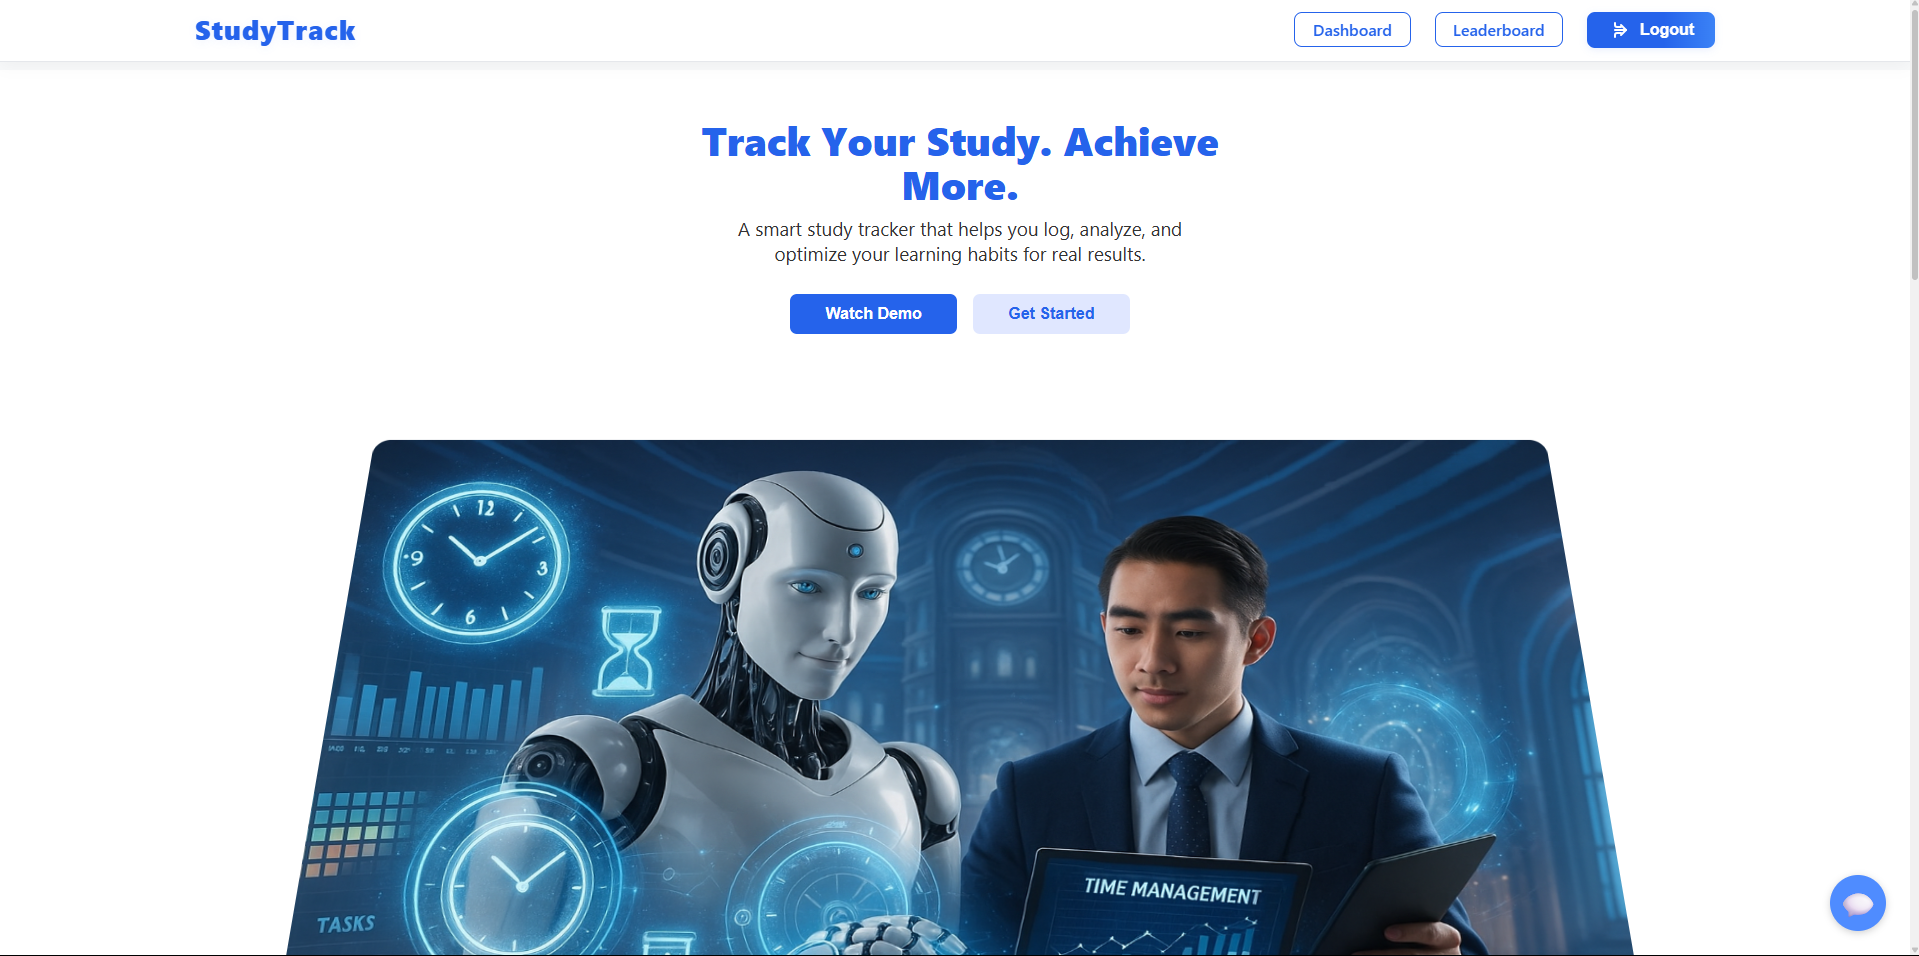 StudyTrack
Dashboard
Leaderboard
Logout
Track Your Study. Achieve
More.
A smart study tracker that helps you log, analyze, and
optimize your learning habits for real results.
Watch Demo
Get Started
12
9
3
6
TASKS
TIME MANAGEMENT